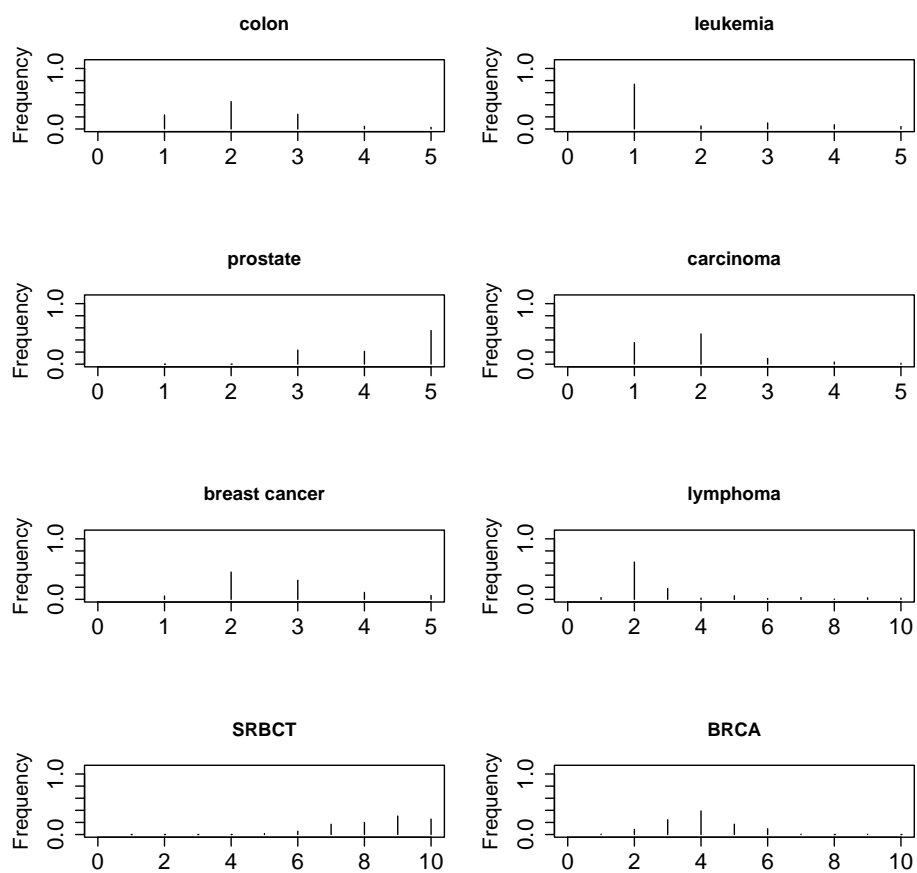 colon
Frequency
0.0 1.0
0 1 2 3 4 5
leukemia
Frequency
0.0 1.0
0 1 2 3 4 5
prostate
Frequency
0.0 1.0
0 1 2 3 4 5
carcinoma
Frequency
0.0 1.0
0 1 2 3 4 5
breast cancer
Frequency
0.0 1.0
0 1 2 3 4 5
lymphoma
Frequency
0.0 1.0
0 2 4 6 8 10
SRBCT
Frequency
0.0 1.0
0 2 4 6 8 10
BRCA
Frequency
0.0 1.0
0 2 4 6 8 10